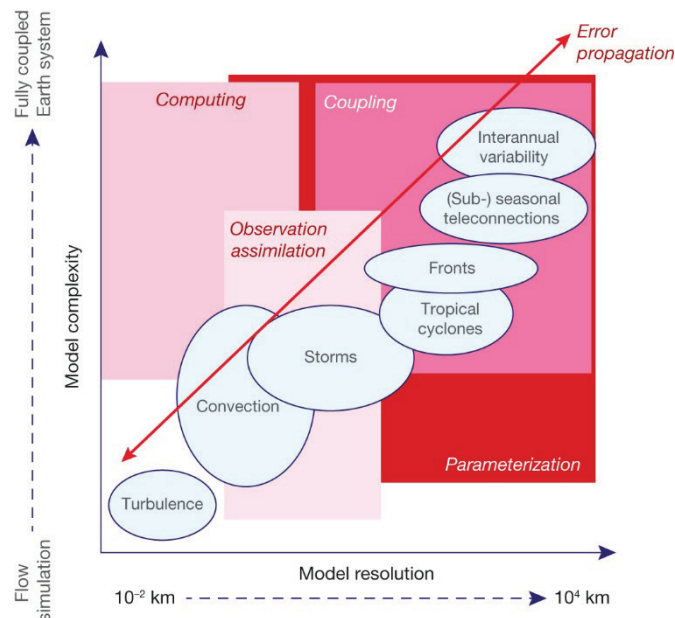 Fully coupled
Earth system
Model complexity
Flow
simulation
Error
propagation
Computing
Coupling
Interannual
variability
(Sub-) seasonal
teleconnections
Observation
assimilation
Fronts
Tropical
cyclones
Storms
Convection
Parameterization
Turbulence
Model resolution
10⁻² km
10⁴ km